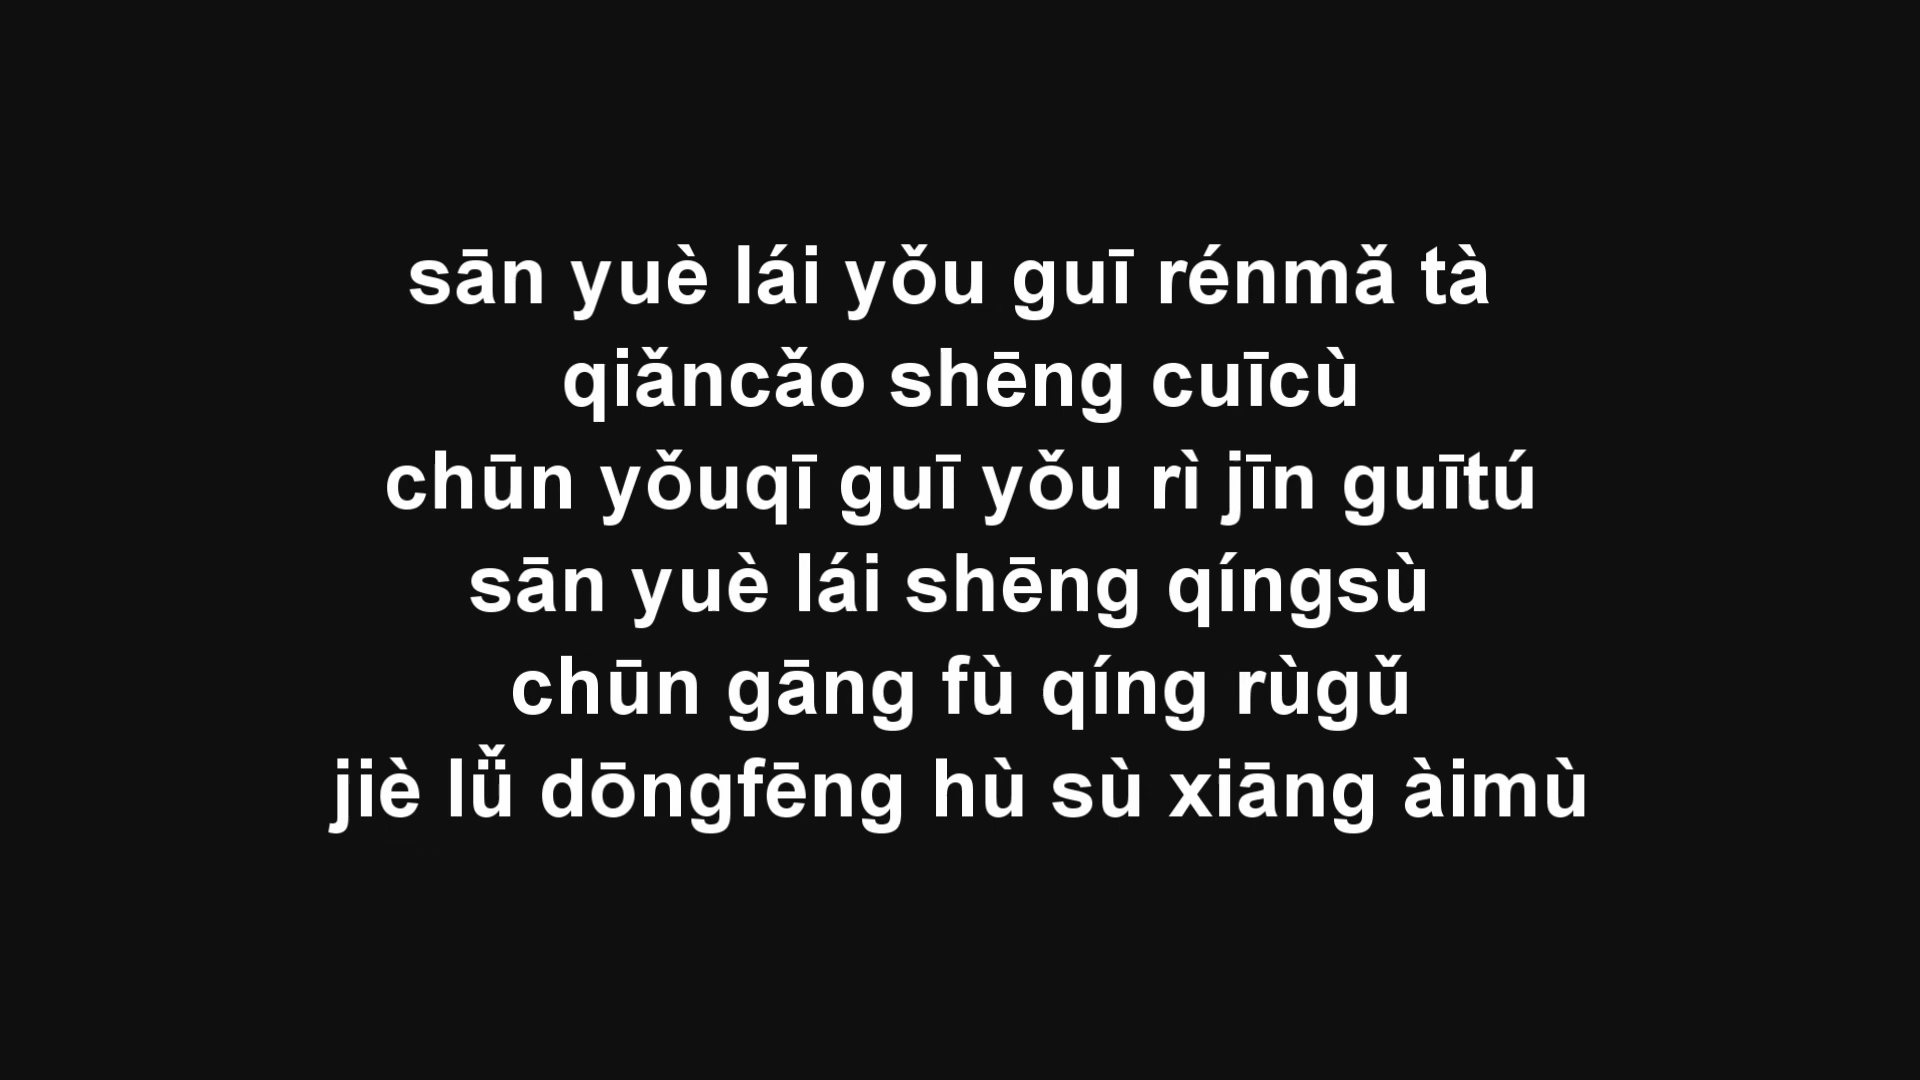 sān yuè lái yǒu guī rénmǎ tà
qiǎncǎo shēng cuīcù
chūn yǒuqī guī yǒu rì jīn guītú
sān yuè lái shēng qíngsù
chūn gāng fù qíng rùgǔ
jiè lǚ dōngfēng hù sù xiāng àimù